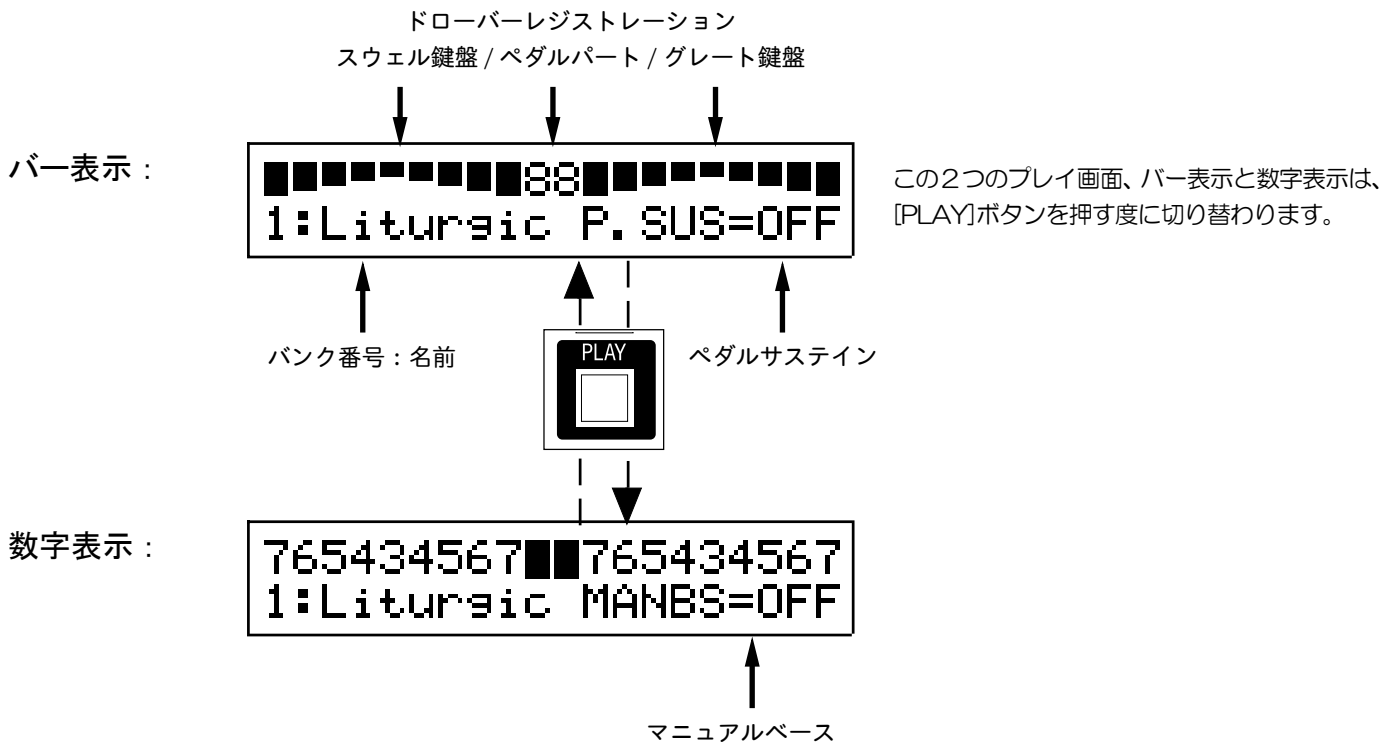 ドローバーレジストレーション
スウェル鍵盤 / ペダルパート / グレート鍵盤
バー表示：
88
1:Liturgic P.SUS=OFF
この２つのプレイ画面、バー表示と数字表示は、
[PLAY]ボタンを押す度に切り替わります。
バンク番号：名前
PLAY
ペダルサステイン
数字表示：
765434567 765434567
1:Liturgic MANBS=OFF
マニュアルベース